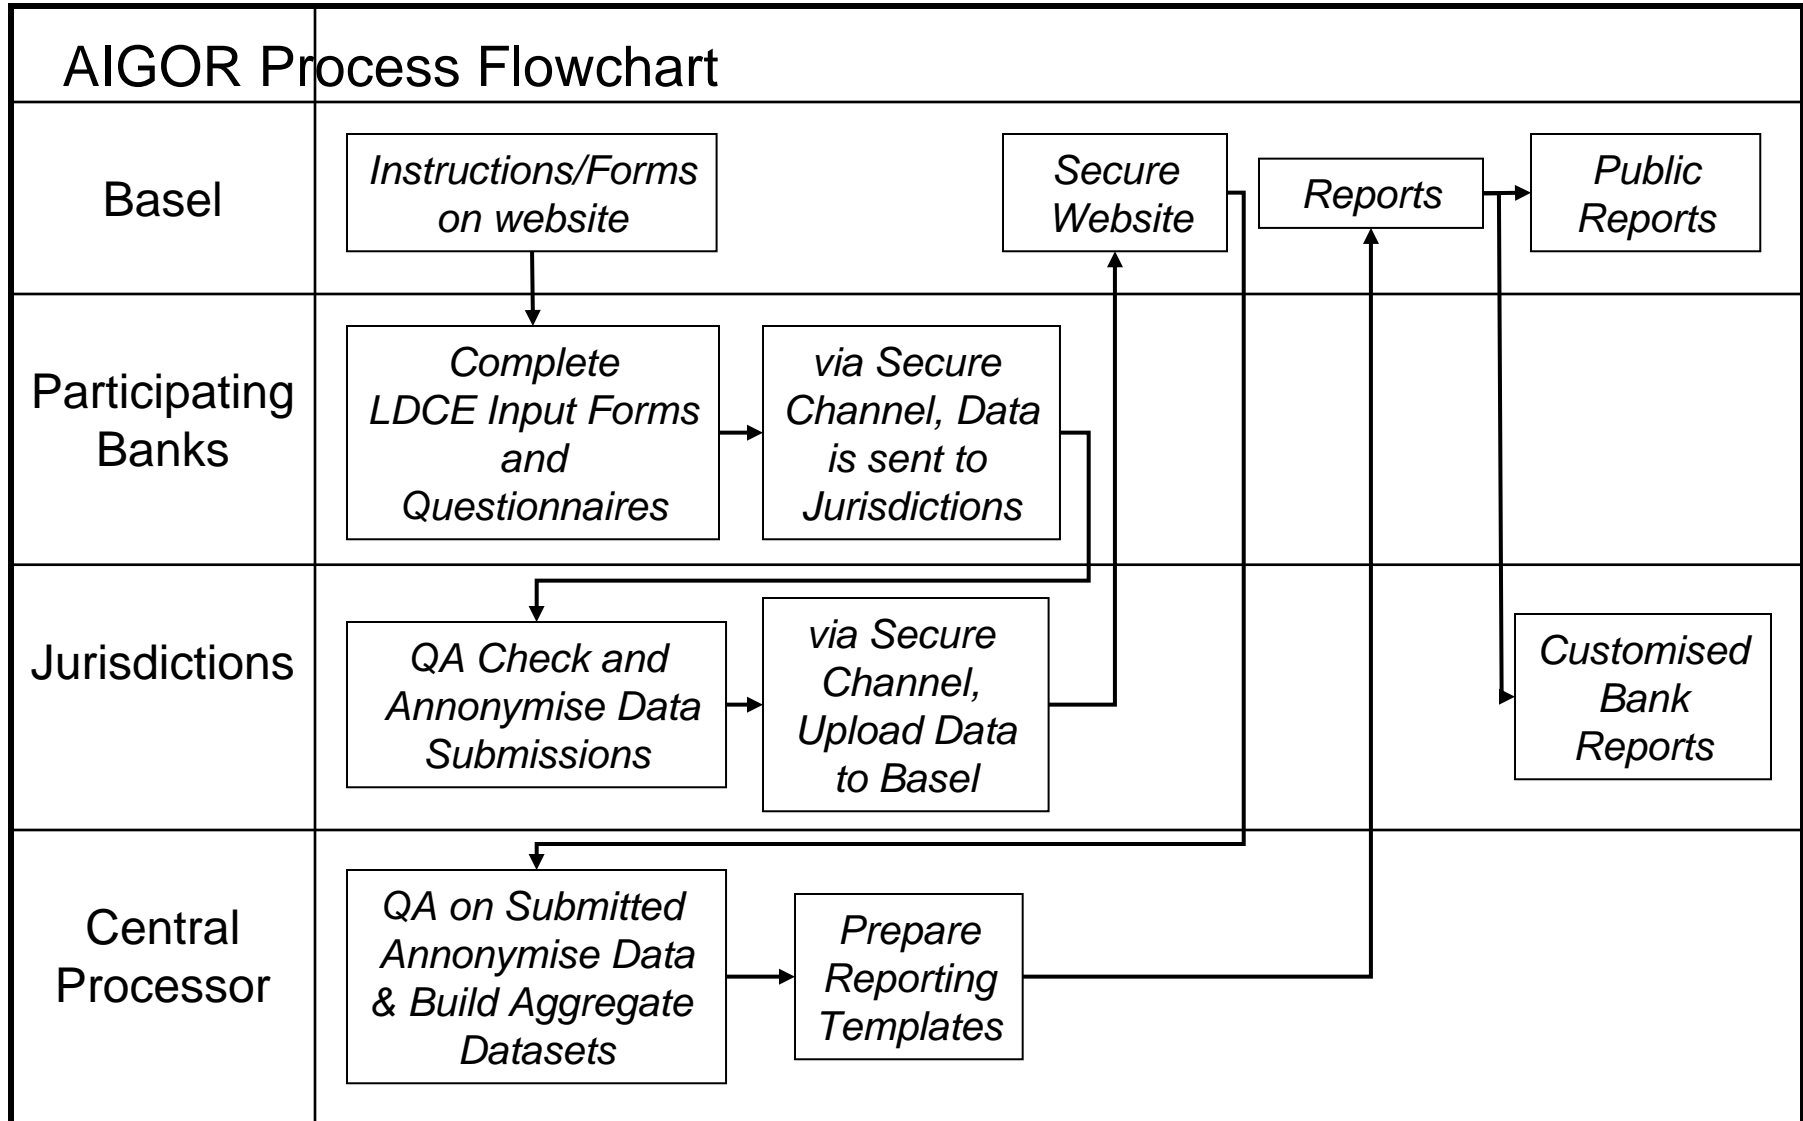 AIGOR Process Flowchart
Basel
Instructions/Forms
on website
Secure
Website
Reports
Public
Reports
Participating
Banks
Complete
LDCE Input Forms
and
Questionnaires
via Secure
Channel, Data
is sent to
Jurisdictions
Jurisdictions
QA Check and
Annonymise Data
Submissions
via Secure
Channel,
Upload Data
to Basel
Customised
Bank
Reports
Central
Processor
QA on Submitted
Annonymise Data
& Build Aggregate
Datasets
Prepare
Reporting
Templates